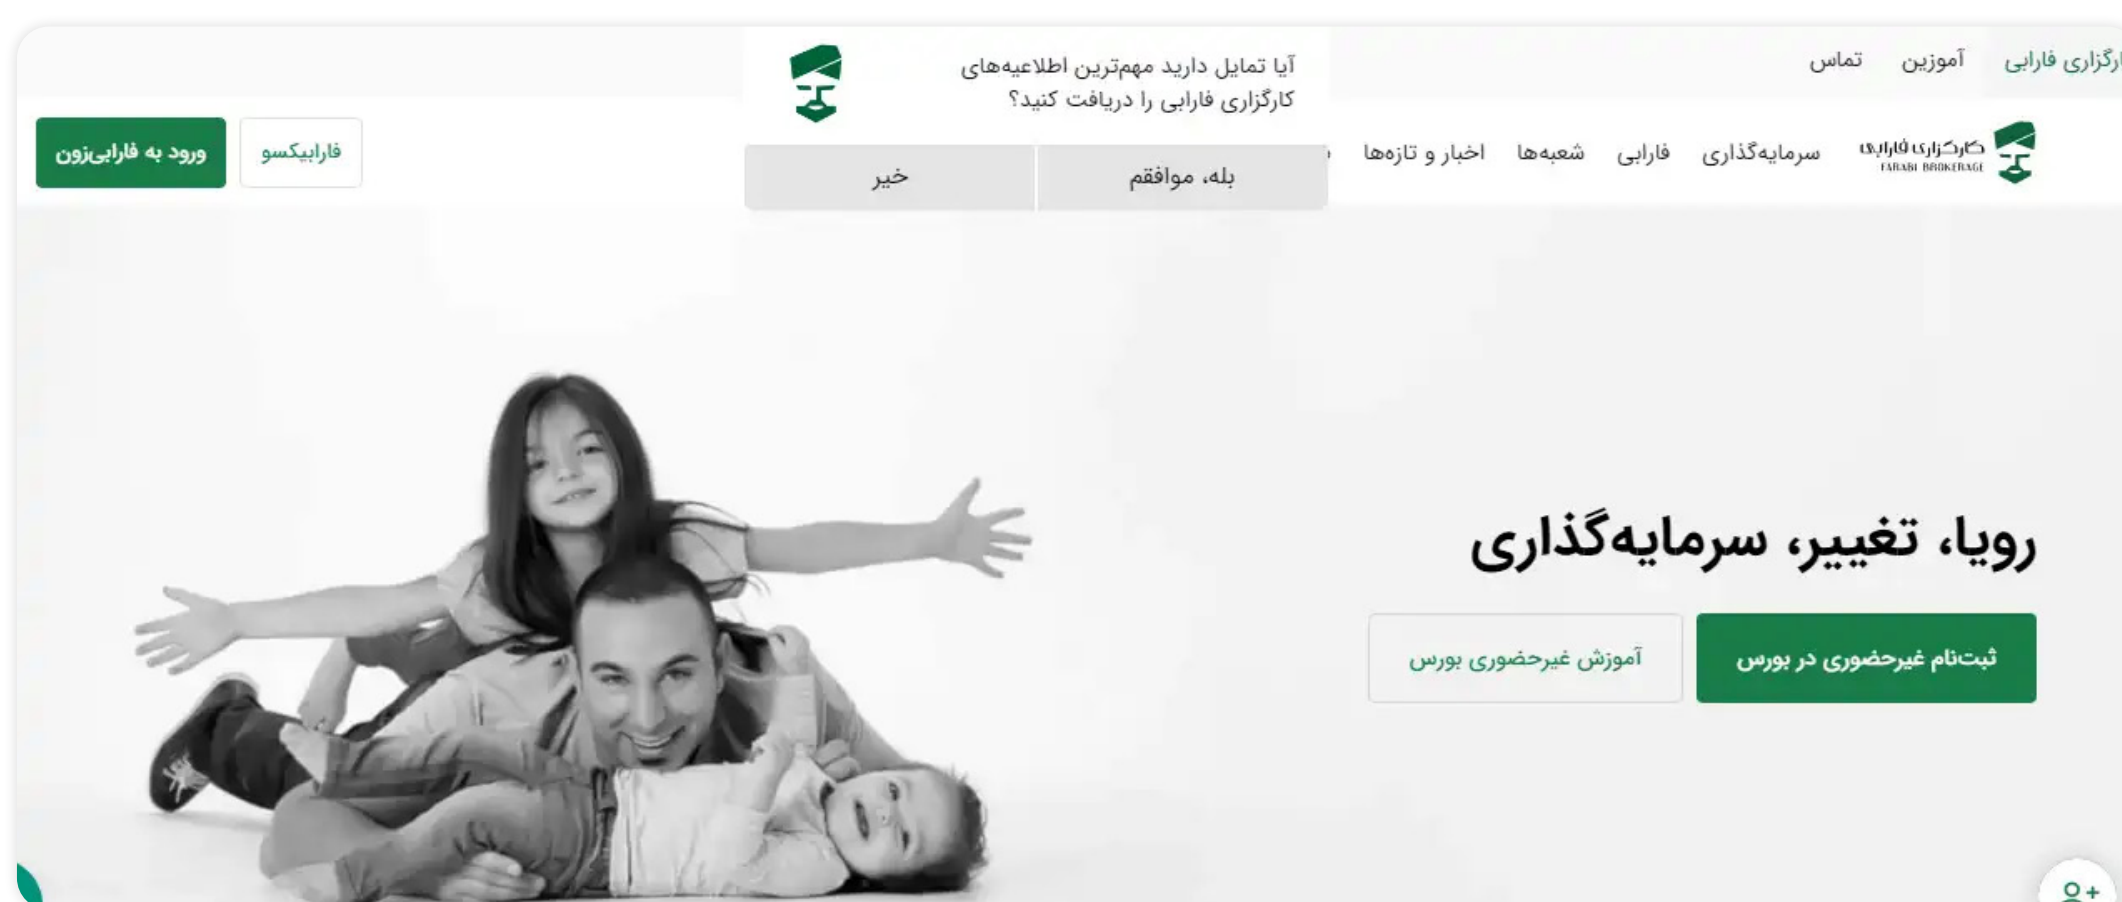 کارگزاری فارابی
آموزین
تماس
آیا تمایل دارید مهم‌ترین اطلاعیه‌های
کارگزاری فارابی را دریافت کنید؟
بله، موافقم
خیر
کارگزاری فارابی
FARABI BROKERAGE
سرمایه‌گذاری
فارابی
شعبه‌ها
اخبار و تازه‌ها
فارابیکسو
ورود به فارابی‌زون
رویا، تغییر، سرمایه‌گذاری
ثبت‌نام غیرحضوری در بورس
آموزش غیرحضوری بورس